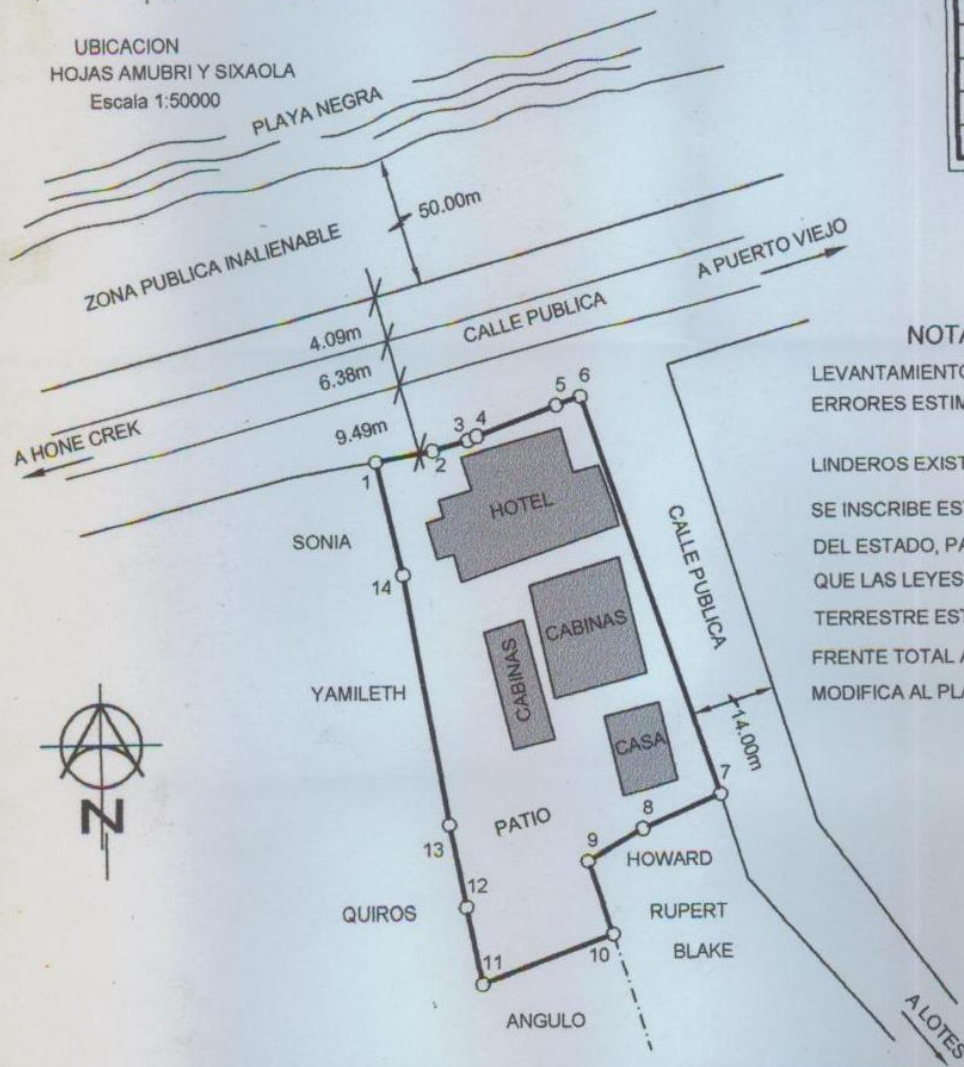 UBICACION
HOJAS AMUBRI Y SIXAOLA
Escala 1:50000
PLAYA NEGRA
50.00m
ZONA PUBLICA INALIENABLE
A PUERTO VIEJO
4.09m
CALLE PUBLICA
6.38m
9.49m
A HONE CREK
1
2
3
4
5
6
NOTA
LEVANTAMIENTO
ERRORES ESTIM
LINDEROS EXIST
SE INSCRIBE EST
DEL ESTADO, PA
QUE LAS LEYES
TERRESTRE EST
FRENTE TOTAL A
MODIFICA AL PLA
SONIA
HOTEL
CALLE PUBLICA
14
CABINAS
CABINAS
YAMILETH
14.00m
CASA
N
7
PATIO
8
13
9
HOWARD
12
QUIROS
RUPERT
10
BLAKE
11
ANGULO
A LOTES